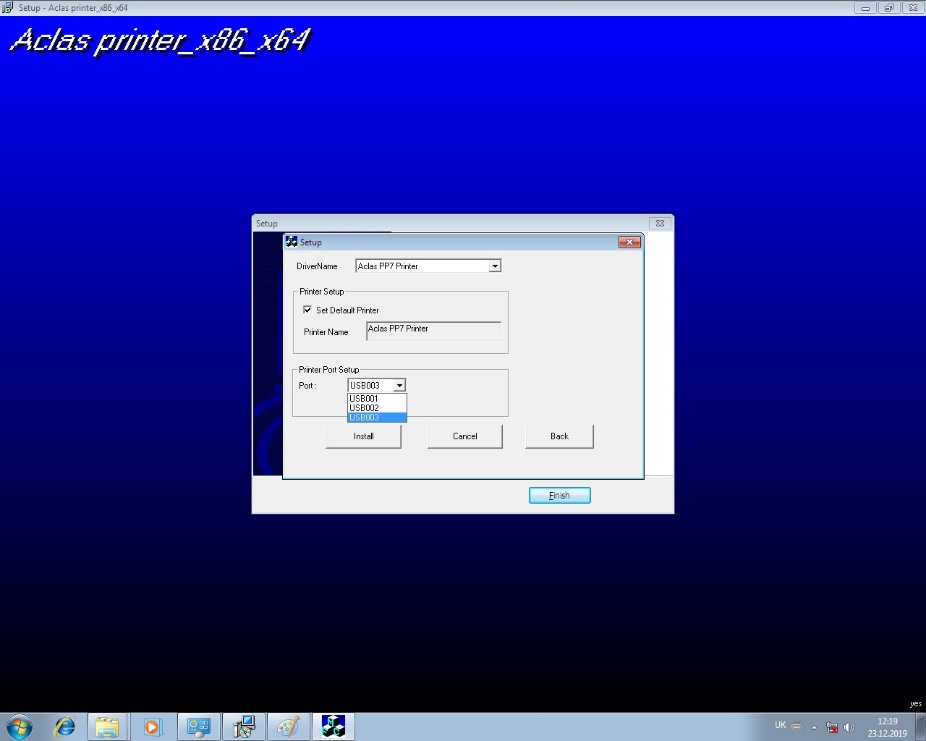 Setup - Aclas printer_x86_x64
Aclas printer_x86_x64
Setup
Setup
DriverName
Aclas PP7 Printer
Printer Setup
Set Default Printer
Printer Name
Aclas PP7 Printer
Printer Port Setup
Port :
USB003
USB001
USB002
USB003
Install
Cancel
Back
Finish
yes
UK
12:19
23.12.2019